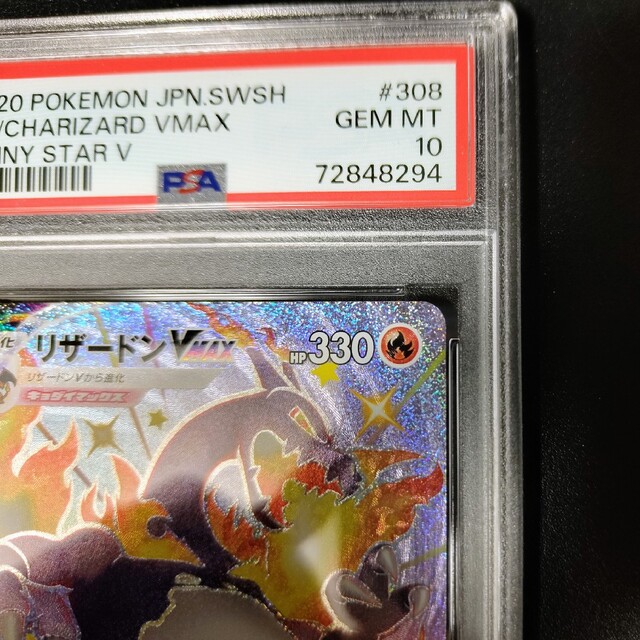 20 POKEMON JPN.SWSH #308
/CHARIZARD VMAX GEM MT
INY STAR V 10
PSA 72848294
化 リザードンVMAX HP330
リザードンVから進化
キョダイマックス